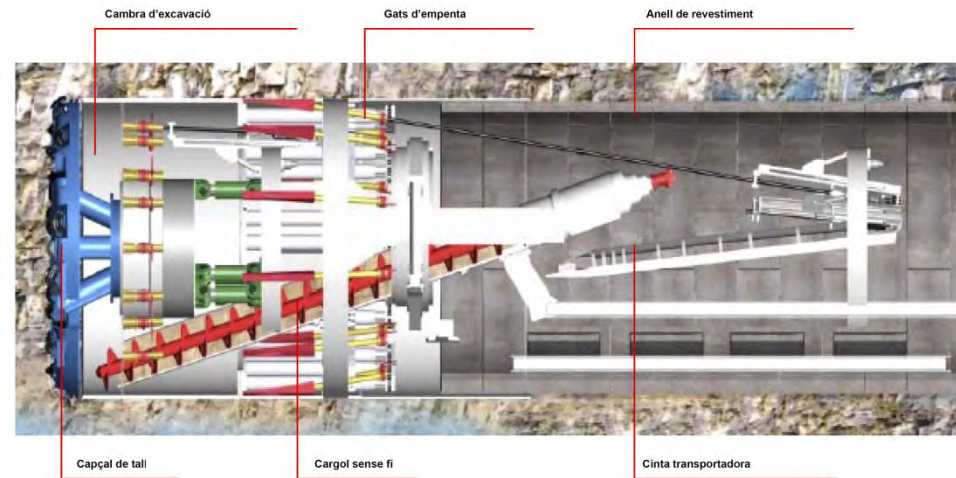 Cambra d'excavació
Gats d'empenta
Anell de revestiment
Capçal de tall
Cargol sense fi
Cinta transportadora